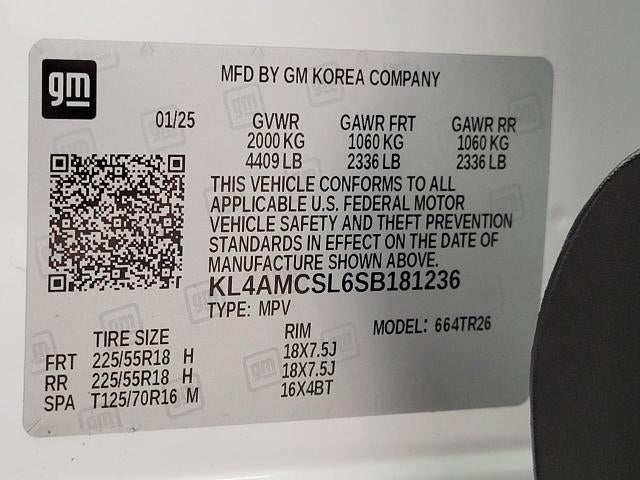 gm
MFD BY GM KOREA COMPANY
01/25 GVWR GAWR FRT GAWR RR
2000 KG 1060 KG 1060 KG
4409 LB 2336 LB 2336 LB
THIS VEHICLE CONFORMS TO ALL
APPLICABLE U.S. FEDERAL MOTOR
VEHICLE SAFETY AND THEFT PREVENTION
STANDARDS IN EFFECT ON THE DATE OF
MANUFACTURE SHOWN ABOVE.
KL4AMCSL6SB181236
TYPE: MPV MODEL: 664TR26
TIRE SIZE RIM
FRT 225/55R18 H 18X7.5J
RR 225/55R18 H 18X7.5J
SPA T125/70R16 M 16X4BT